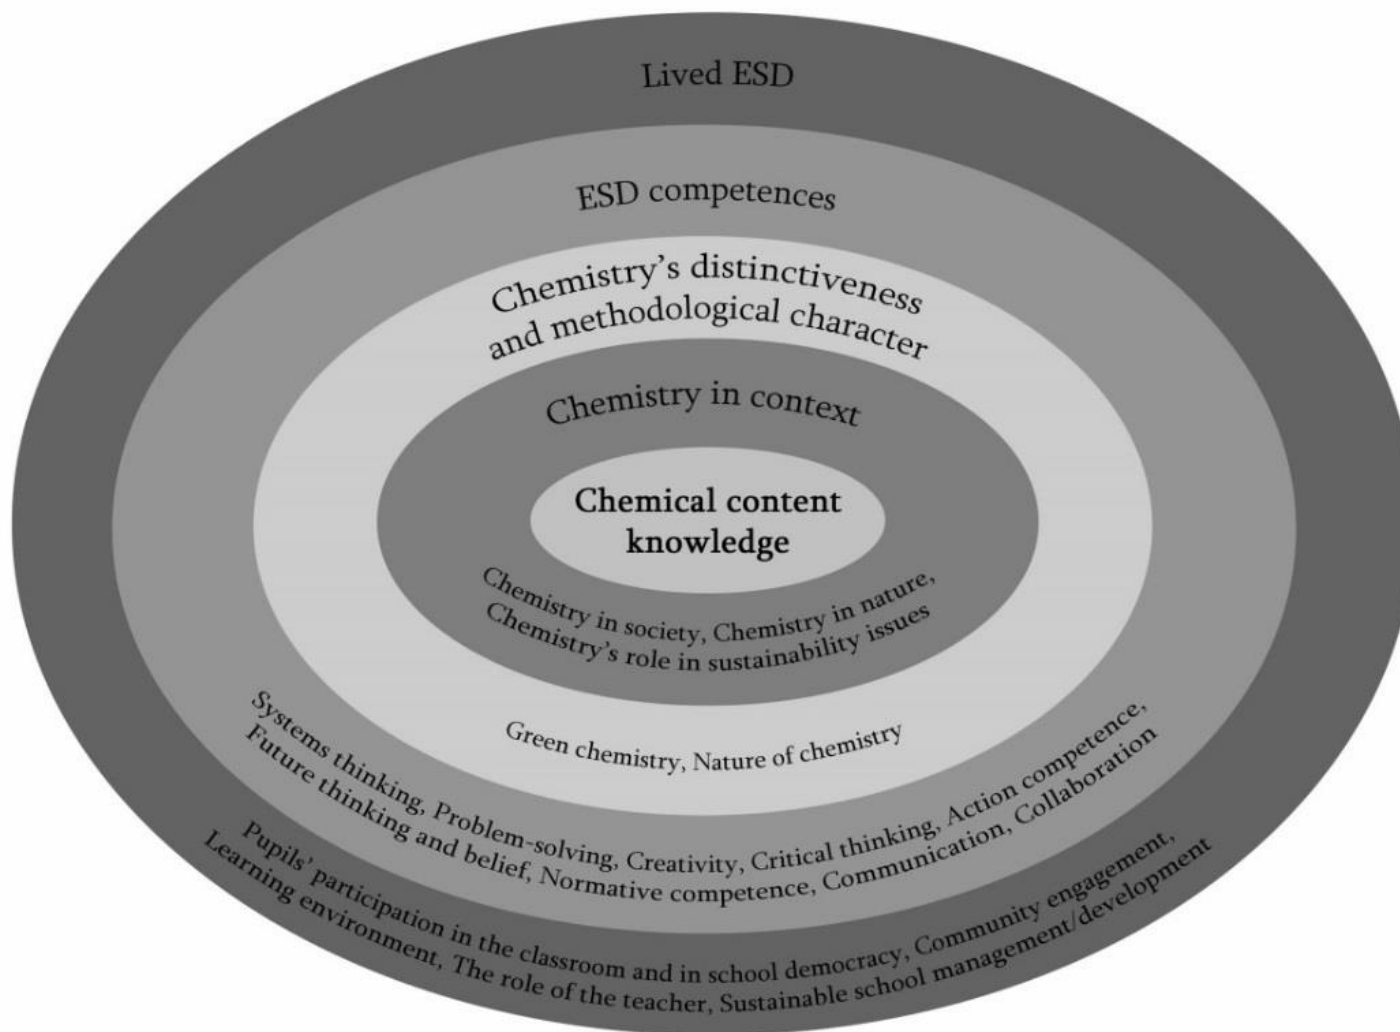 Lived ESD
ESD competences
Chemistry's distinctiveness
and methodological character
Chemistry in context
Chemical content
knowledge
Chemistry in society, Chemistry in nature,
Chemistry's role in sustainability issues
Green chemistry, Nature of chemistry
Systems thinking, Problem-solving, Creativity, Critical thinking, Action competence,
Future thinking and belief, Normative competence, Communication, Collaboration
Pupils' participation in the classroom and in school democracy, Community engagement,
Learning environment, The role of the teacher, Sustainable school management/development